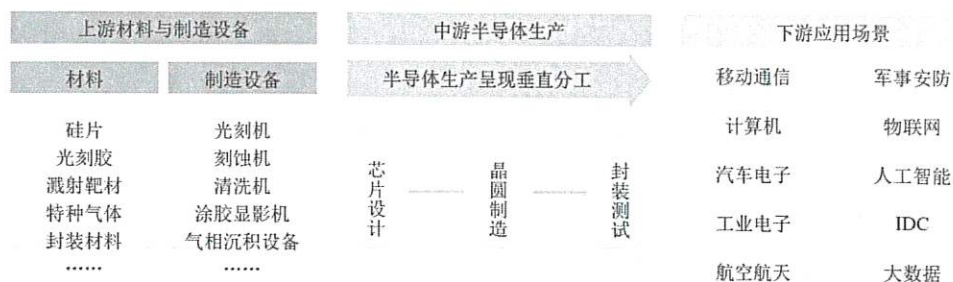 上游材料与制造设备
材料
制造设备
硅片
光刻胶
溅射靶材
特种气体
封装材料
……
光刻机
刻蚀机
清洗机
涂胶显影机
气相沉积设备
……
中游半导体生产
半导体生产呈现垂直分工
芯片设计
晶圆制造
封装测试
下游应用场景
移动通信
军事安防
计算机
物联网
汽车电子
人工智能
工业电子
IDC
航空航天
大数据